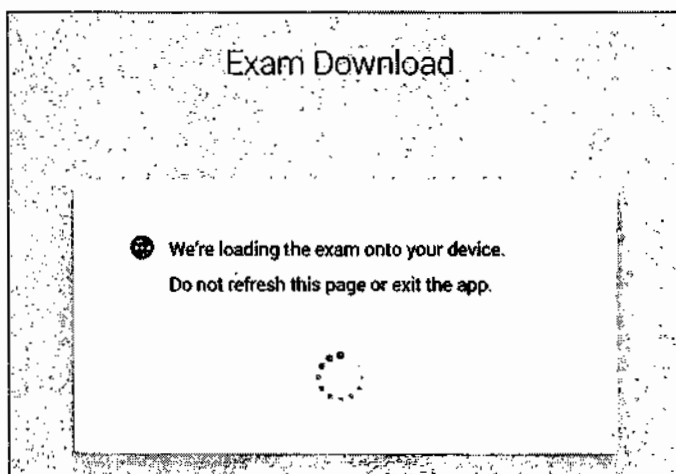 Exam Download
We're loading the exam onto your device.
Do not refresh this page or exit the app.